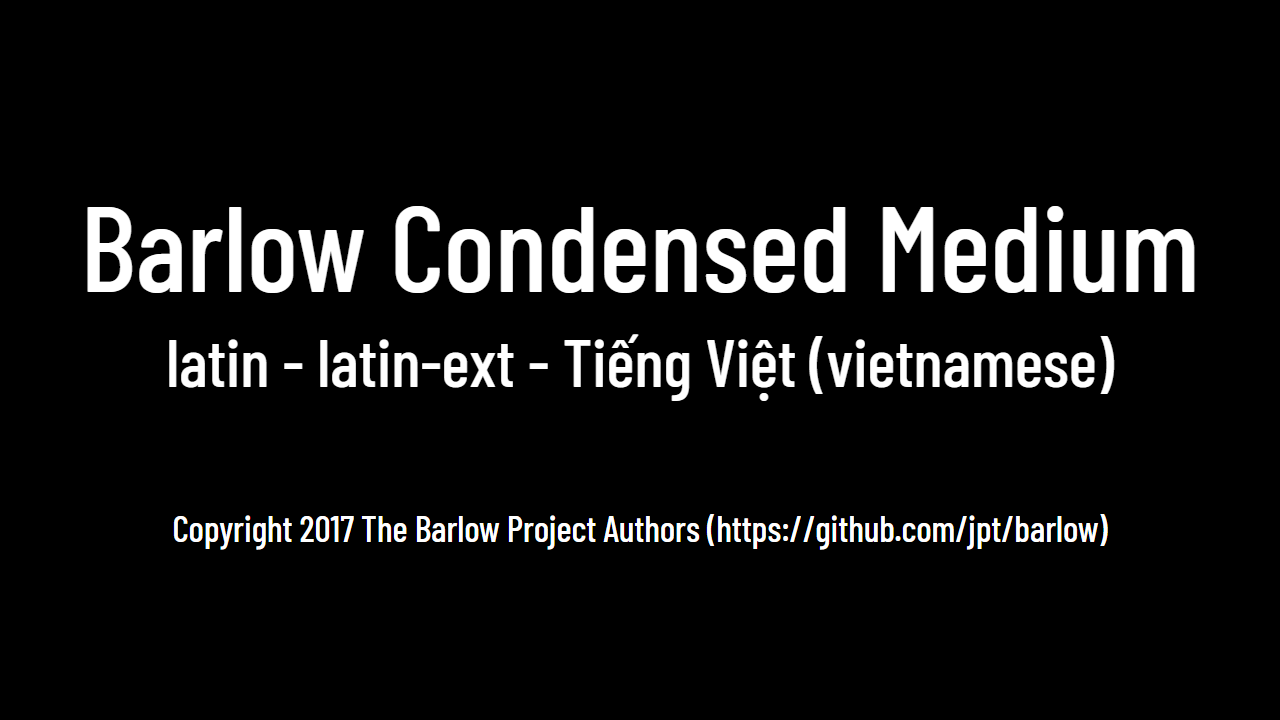 Barlow Condensed Medium
latin - latin-ext - Tiếng Việt (vietnamese)
Copyright 2017 The Barlow Project Authors (https://github.com/jpt/barlow)